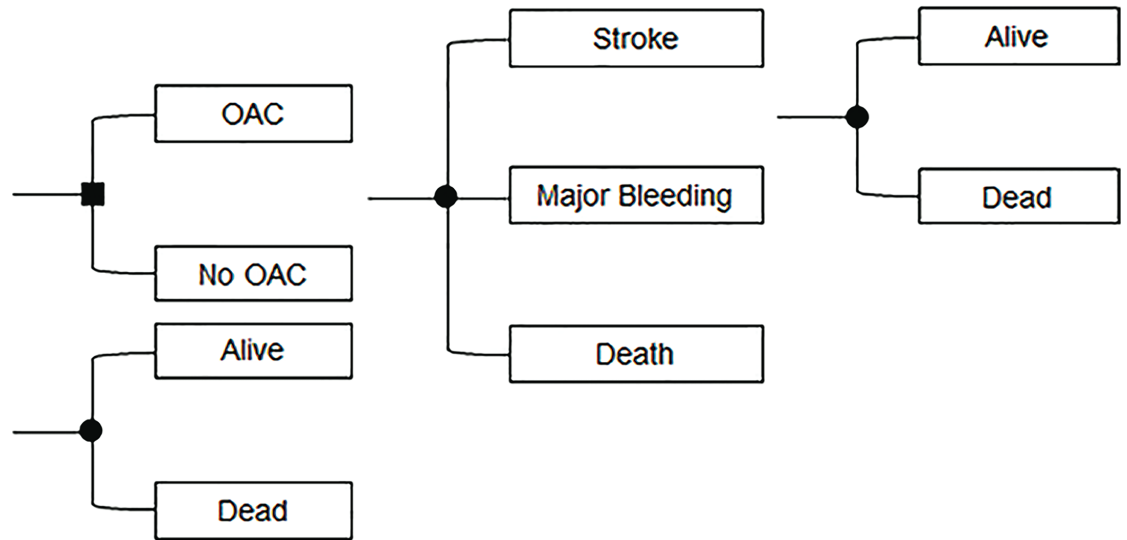 OAC
No OAC
Alive
Dead
Stroke
Major Bleeding
Death
Alive
Dead